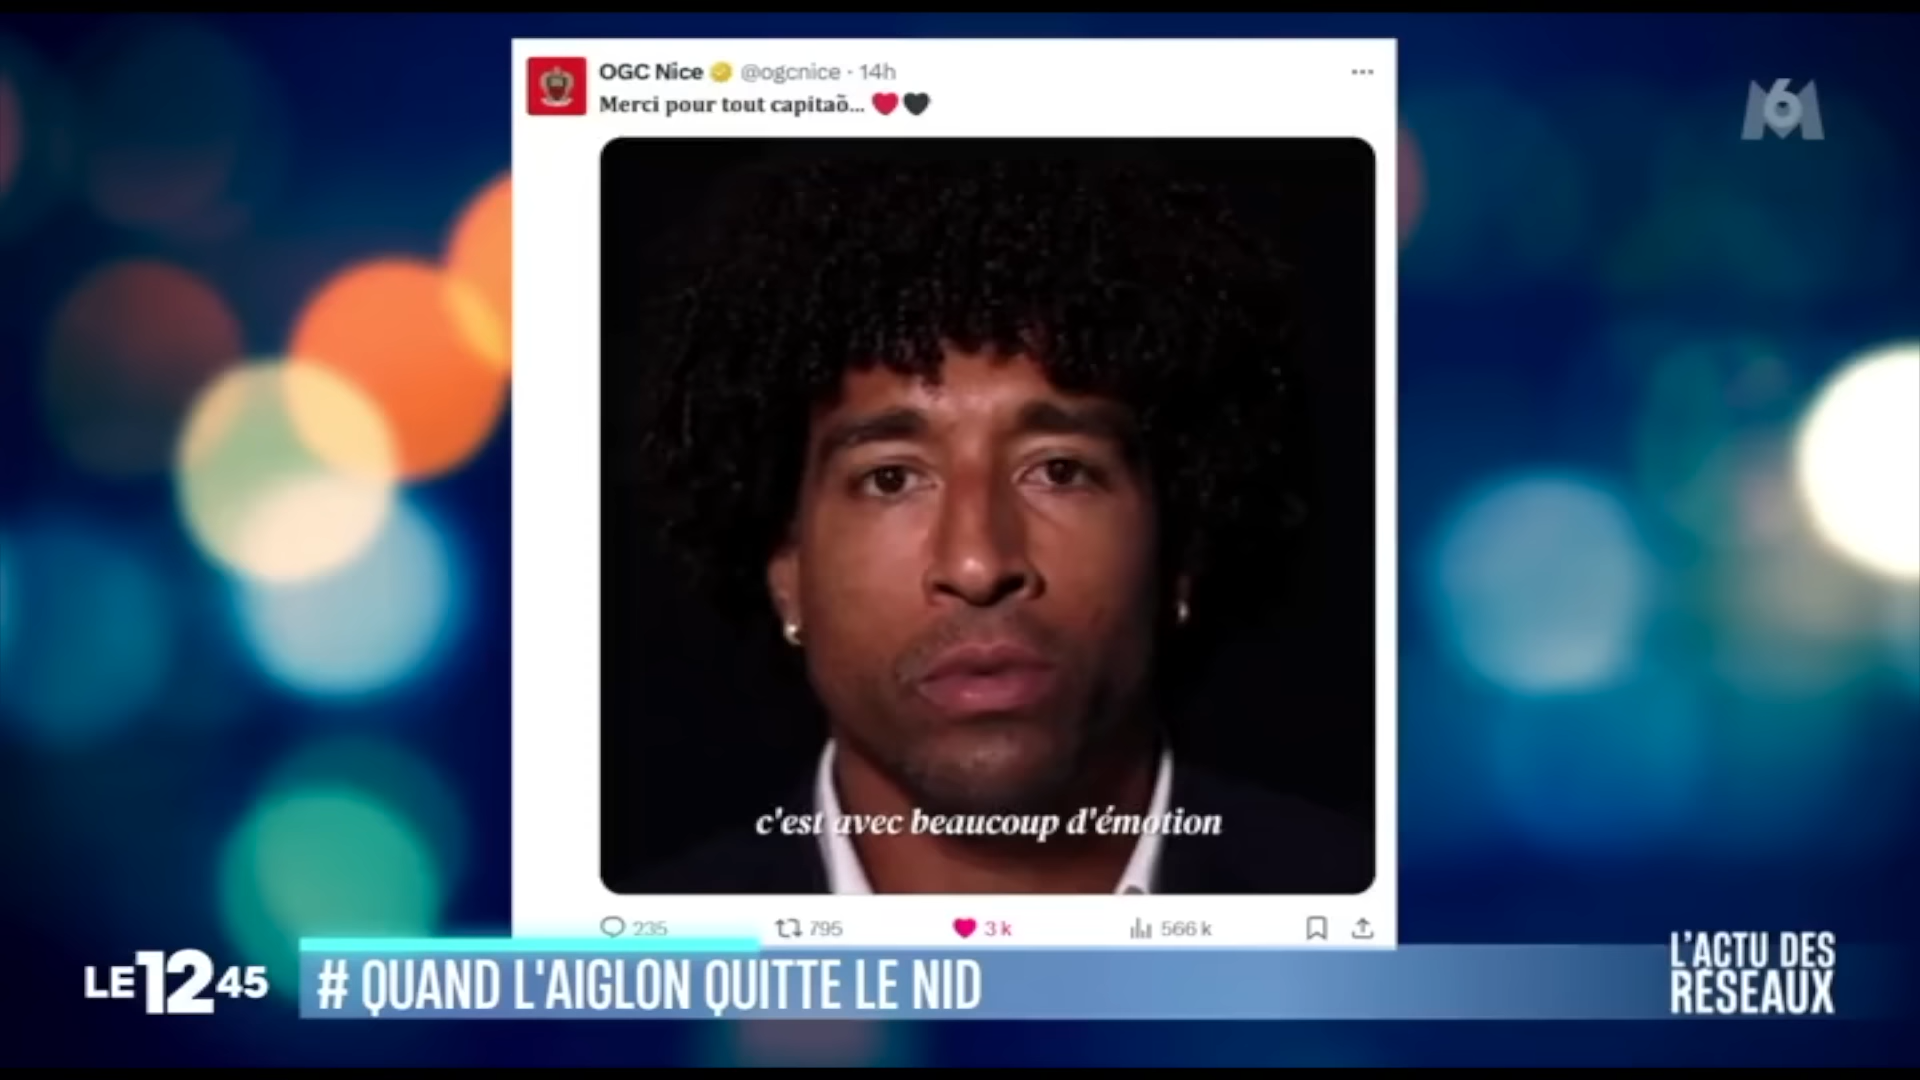 OGC Nice @ogcnice · 14h
Merci pour tout capitaõ...
M6
c'est avec beaucoup d'émotion
235 795 3 k 566 k
LE 12 45
# QUAND L'AIGLON QUITTE LE NID
L'ACTU DES
RÉSEAUX